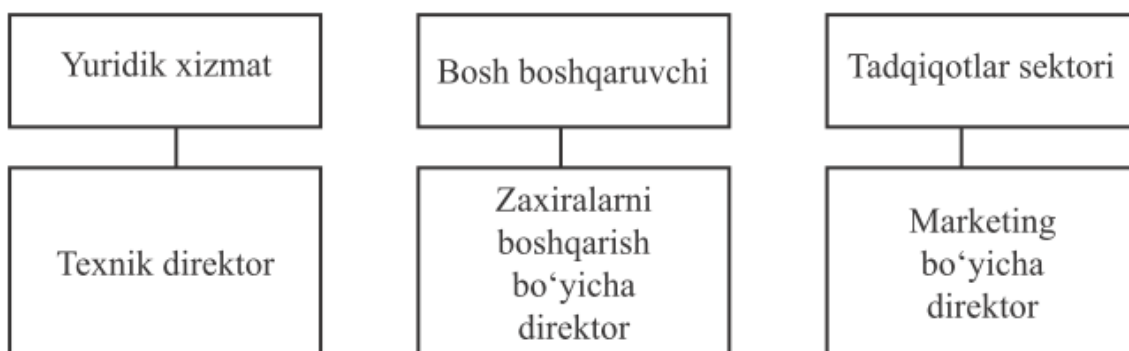 Yuridik xizmat
Bosh boshqaruvchi
Tadqiqotlar sektori
Texnik direktor
Zaxiralarni
boshqarish
bo‘yicha
direktor
Marketing
bo‘yicha
direktor